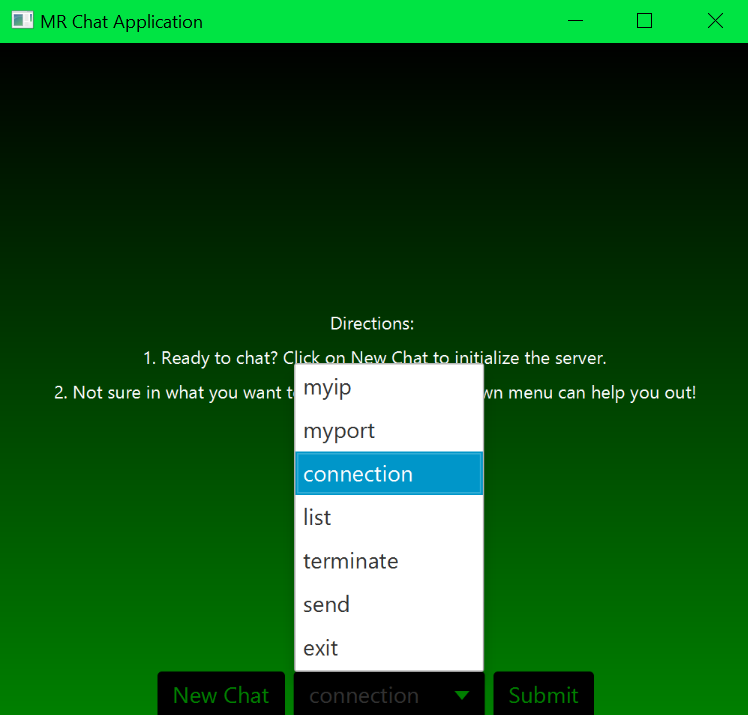 MR Chat Application
Directions:
1. Ready to chat? Click on New Chat to initialize the server.
2. Not sure in what you want t wn menu can help you out!
myip
myport
connection
list
terminate
send
exit
New Chat
connection
Submit